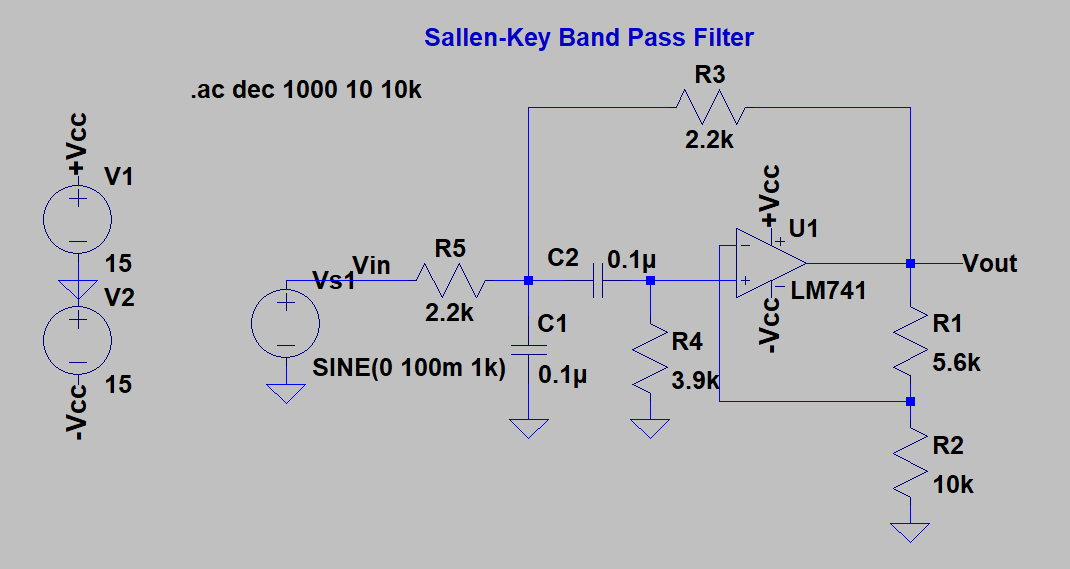 Sallen-Key Band Pass Filter
.ac dec 1000 10 10k
R3
2.2k
+Vcc
V1
15
V2
15
-Vcc
Vs1
Vin
SINE(0 100m 1k)
R5
2.2k
C1
0.1µ
C2
0.1µ
R4
3.9k
+Vcc
U1
LM741
-Vcc
Vout
R1
5.6k
R2
10k